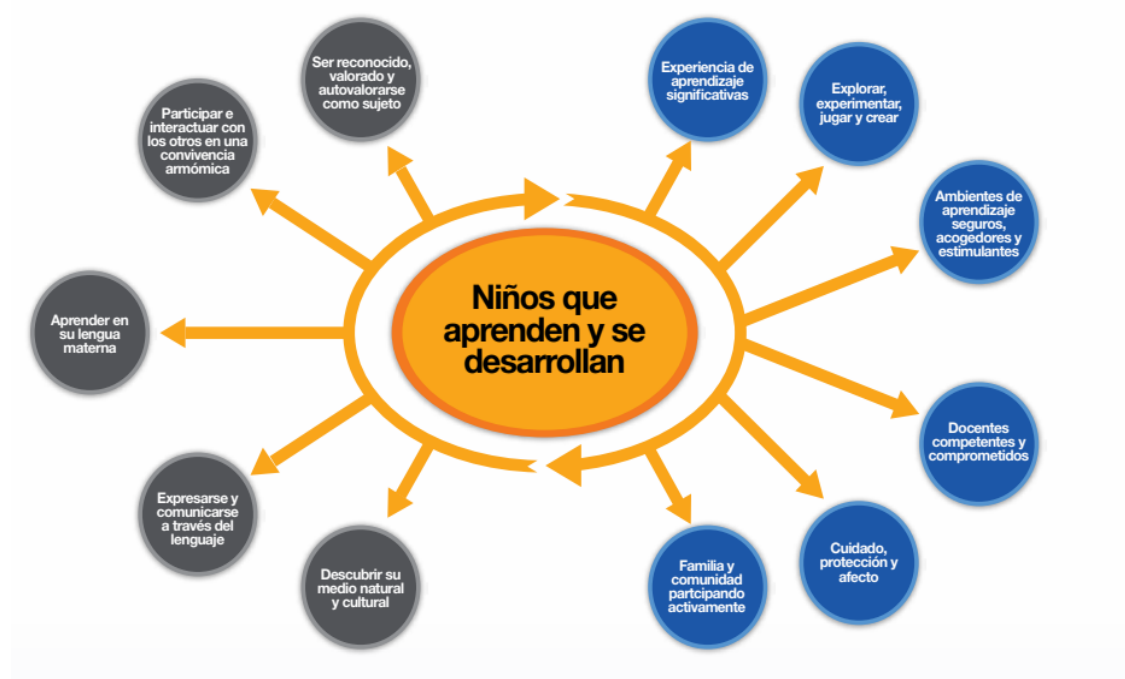 Niños que
aprenden y se
desarrollan
Ser reconocido,
valorado y
autovalorarse
como sujeto
Participar e
interactuar con
los otros en una
convivencia
armómica
Aprender en
su lengua
materna
Expresarse y
comunicarse
a través del
lenguaje
Descubrir su
medio natural
y cultural
Experiencia de
aprendizaje
significativas
Explorar,
experimentar,
jugar y crear
Ambientes de
aprendizaje
seguros,
acogedores y
estimulantes
Docentes
competentes y
comprometidos
Cuidado,
protección y
afecto
Familia y
comunidad
partcipando
activamente